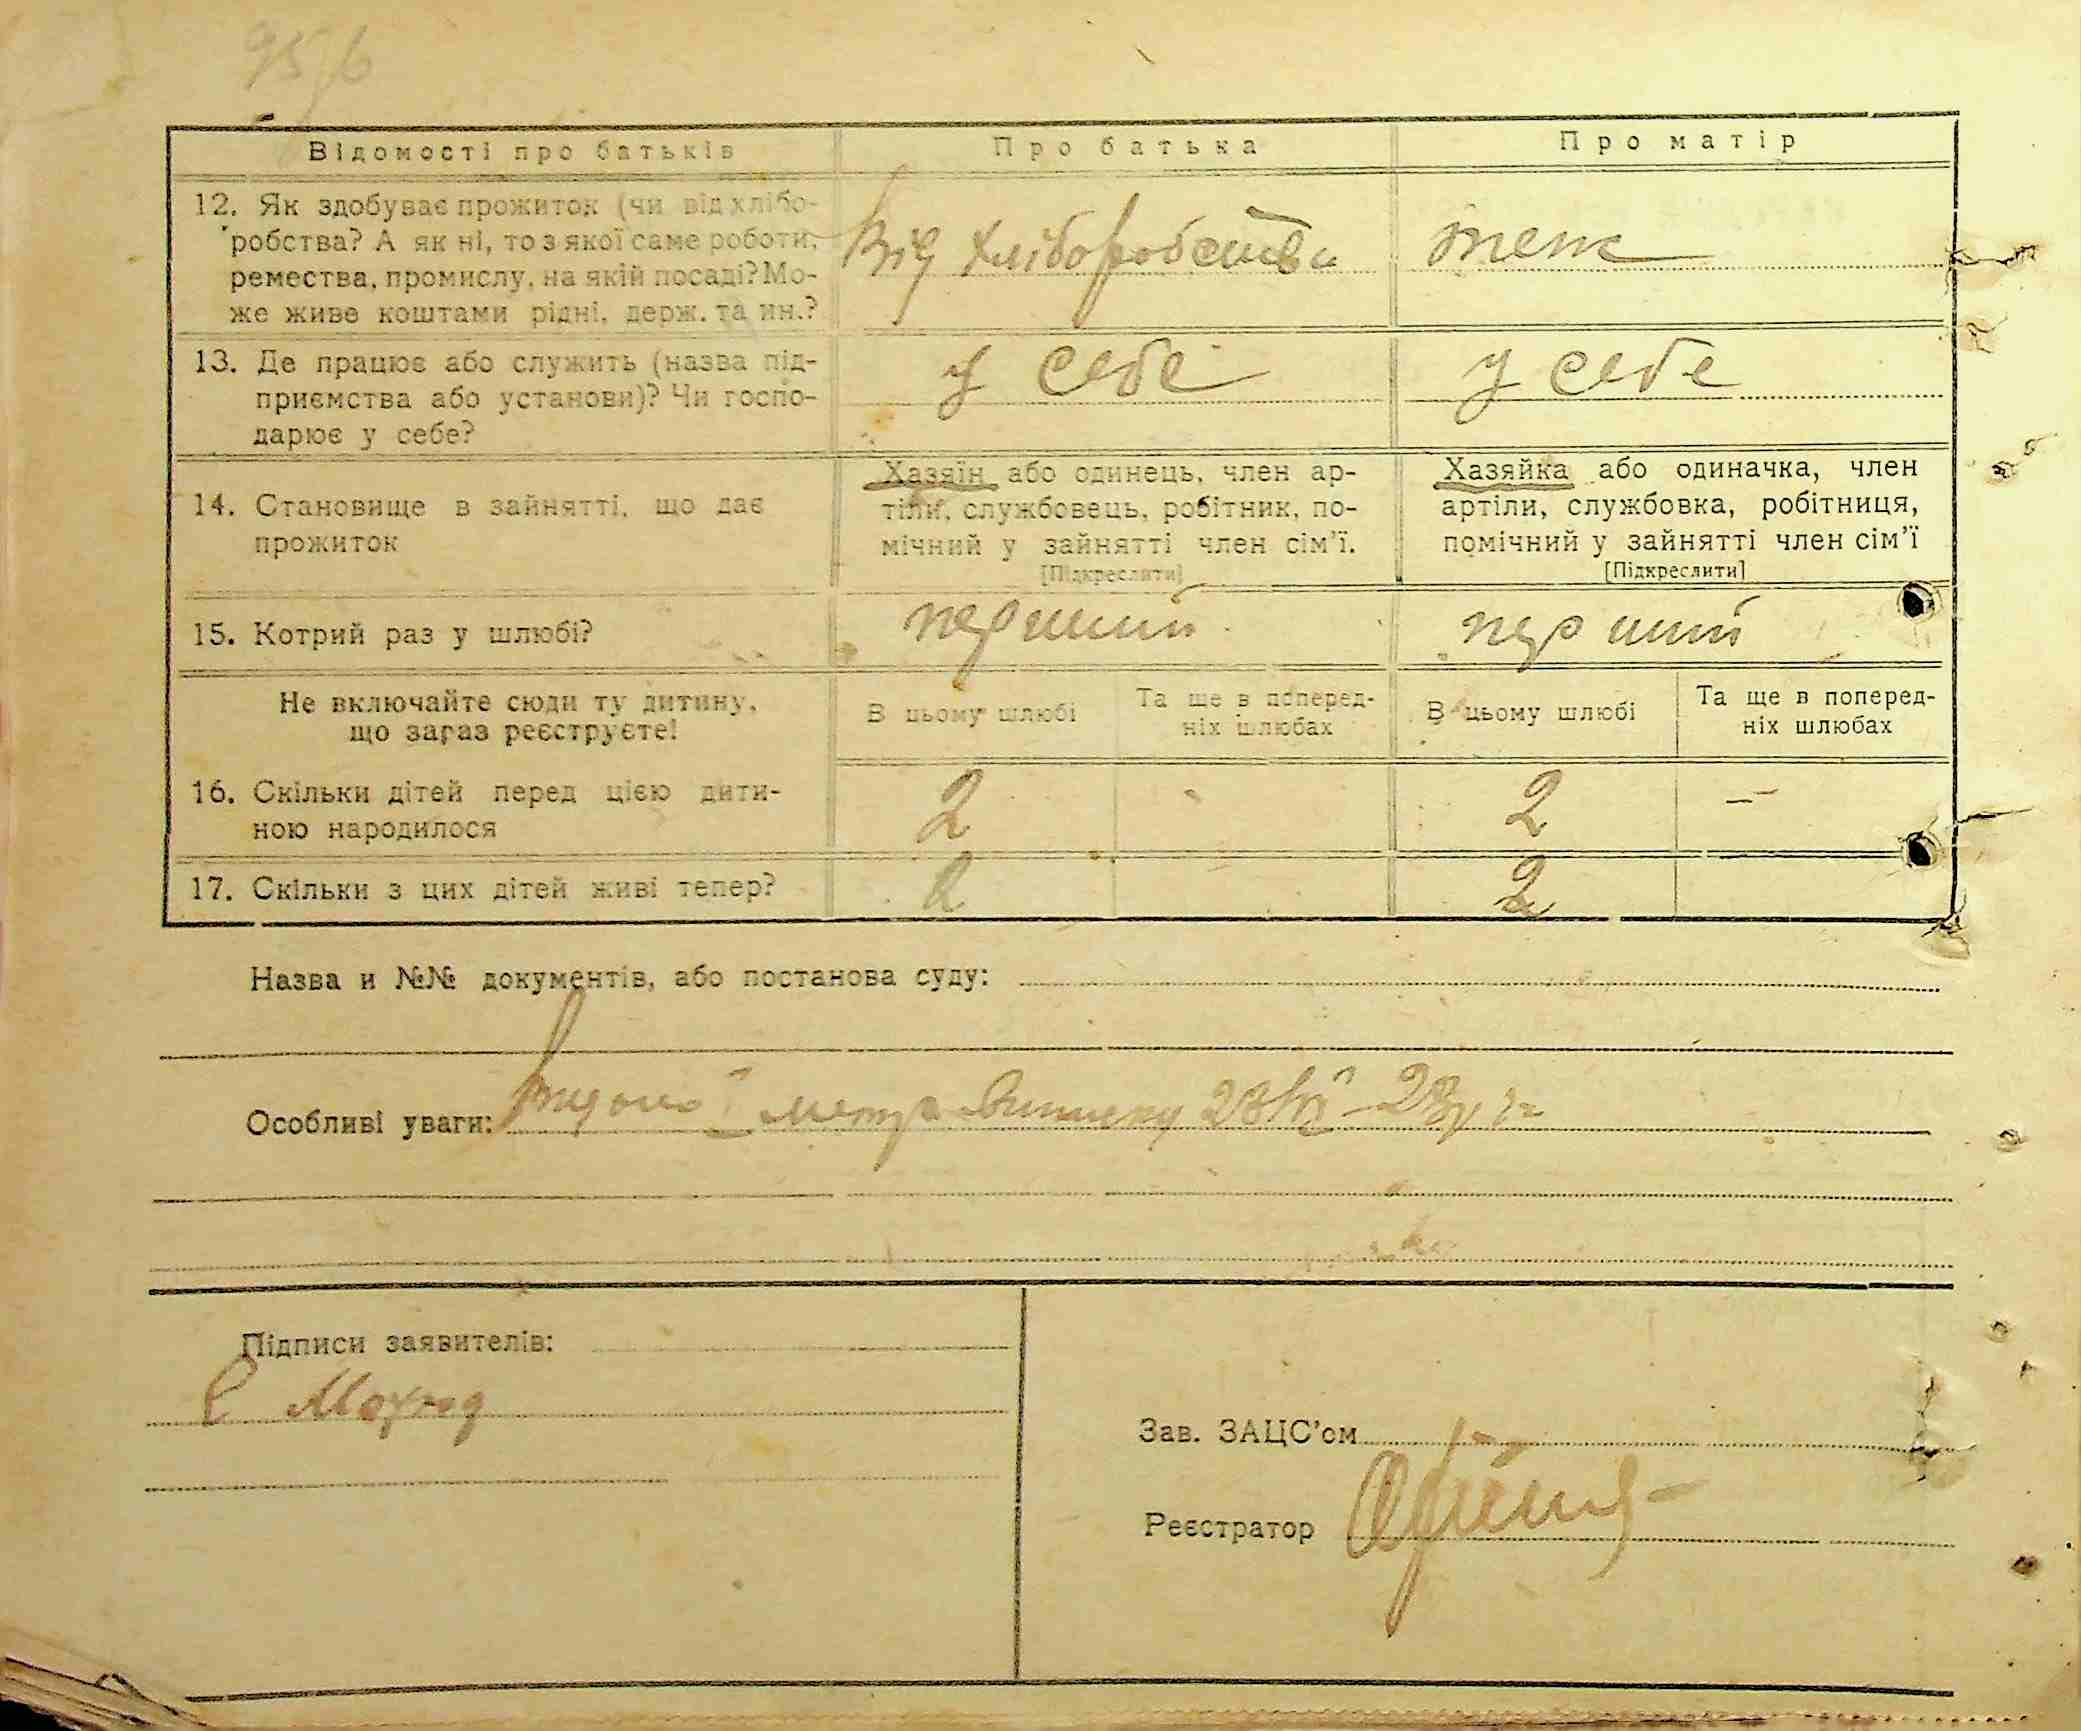 Відомості про батьків
Про батька
Про матір
12. Як здобуває прожиток (чи від хлібо-
робства? А як ні, то з якої саме роботи,
ремества, промислу, на якій посаді? Мо-
же живе коштами рідні, держ. та ин.?
Від хліборобства
теж
13. Де працює або служить (назва під-
приємства або установи)? Чи госпо-
дарює у себе?
у себе
у себе
14. Становище в зайнятті, що дає
прожиток
Хазяїн або одинець, член ар-
тіли, службовець, робітник, по-
мічний у зайнятті член сім'ї.
[Підкреслити]
Хазяйка або одиначка, член
артіли, службовка, робітниця,
помічний у зайнятті член сім'ї
[Підкреслити]
15. Котрий раз у шлюбі?
перший
перший
Не включайте сюди ту дитину,
що зараз реєструєте!
В цьому шлюбі
Та ще в поперед-
ніх шлюбах
В цьому шлюбі
Та ще в поперед-
ніх шлюбах
16. Скільки дітей перед цією дити-
ною народилося
2
2
—
17. Скільки з цих дітей живі тепер?
2
2
Назва и №№ документів, або постанова суду:
Особливі уваги:
Підписи заявителів:
Зав. ЗАЦС'ом
Реєстратор